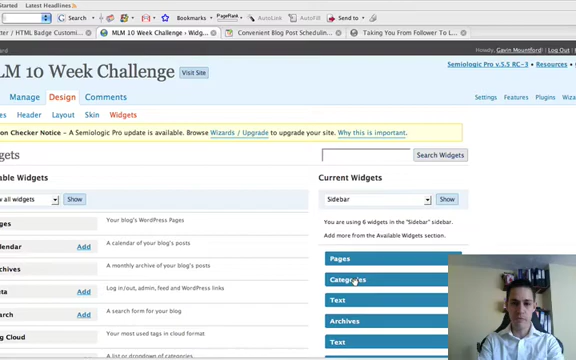 Started
Latest Headlines
Search
Bookmarks
PageRank
AutoLink
AutoFill
Send to
tter / HTML Badge Customi...
MLM 10 Week Challenge › Widg...
Convenient Blog Post Schedulin...
Taking You From Follower To L...
Howdy, Gavin Mountford. | Log Out |
LM 10 Week Challenge
Visit Site
Semiologic Pro v.5.5 RC-3 • Resources •
Manage
Design
Comments
Settings
Features
Plugins
es
Header
Layout
Skin
Widgets
on Checker Notice – A Semiologic Pro update is available. Browse Wizards / Upgrade to upgrade your site. Why this is important.
gets
Search Widgets
able Widgets
Current Widgets
w all widgets
Show
Sidebar
Show
You are using 6 widgets in the "Sidebar" sidebar.
ges
Your blog's WordPress Pages
Add more from the Available Widgets section.
lendar
Add
A calendar of your blog's posts
Pages
chives
A monthly archive of your blog's posts
Categories
ta
Add
Log in/out, admin, feed and WordPress links
Text
arch
Add
A search form for your blog
Archives
g Cloud
Your most used tags in cloud format
Text
A list or dropdown of categories